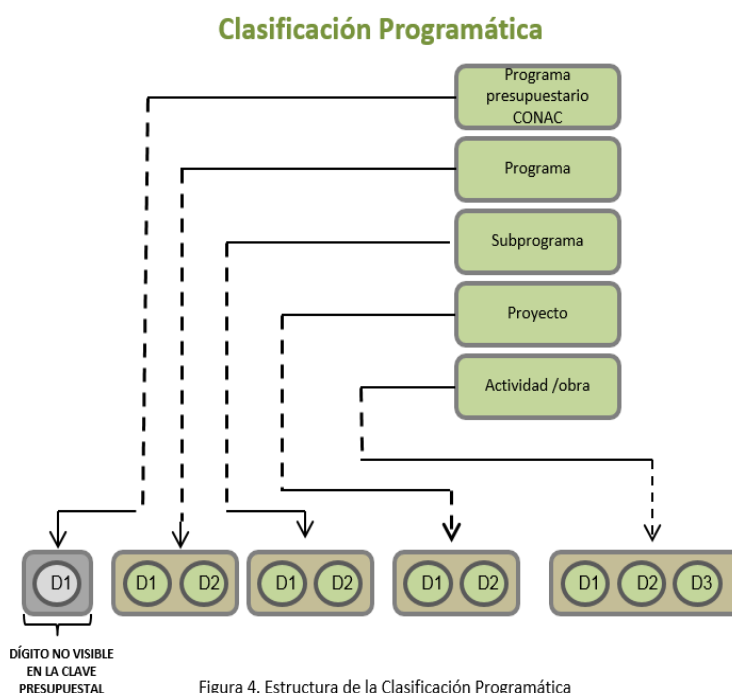 Clasificación Programática
Programa
presupuestario
CONAC
Programa
Subprograma
Proyecto
Actividad /obra
D1
D1 D2
D1 D2
D1 D2
D1 D2 D3
DÍGITO NO VISIBLE
EN LA CLAVE
PRESUPUESTAL
Figura 4. Estructura de la Clasificación Programática